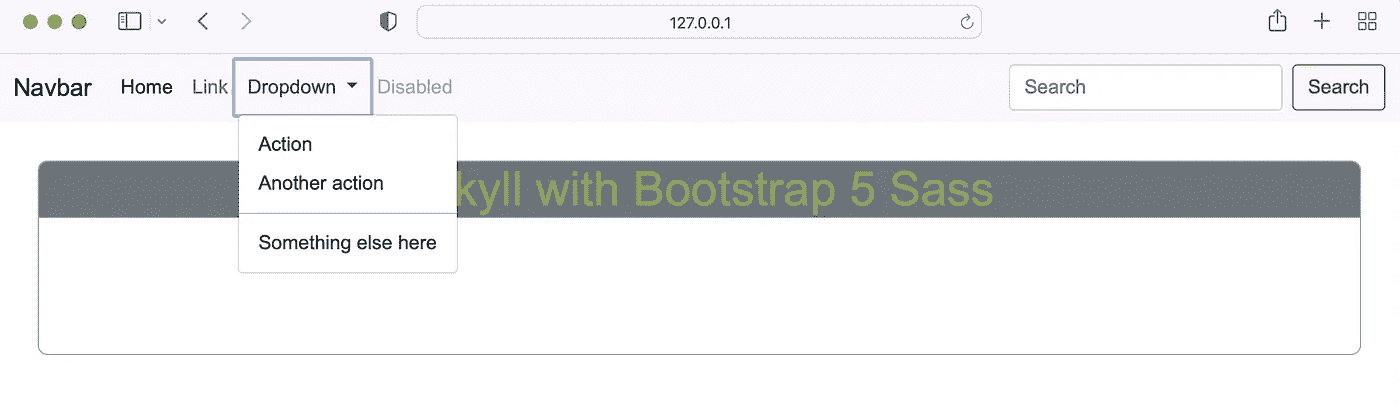 127.0.0.1
Navbar Home Link Dropdown Disabled Search Search
Action
Another action
kyll with Bootstrap 5 Sass
Something else here